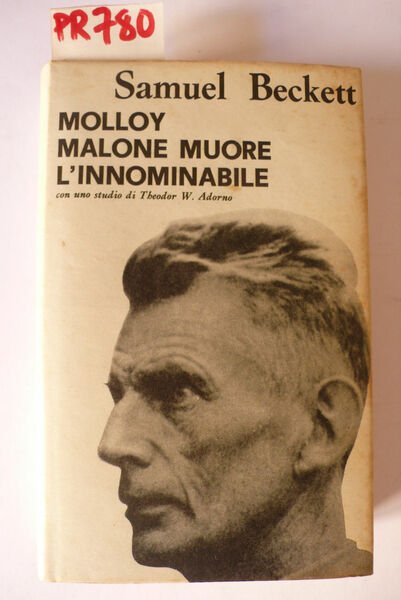 PR780
Samuel Beckett
MOLLOY
MALONE MUORE
L'INNOMINABILE
con uno studio di Theodor W. Adorno